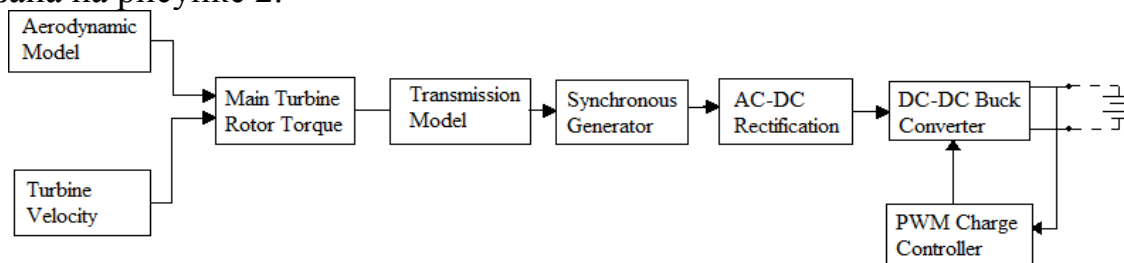 на рисунке 2.
Aerodynamic
Model
Main Turbine
Rotor Torque
Transmission
Model
Synchronous
Generator
AC-DC
Rectification
DC-DC Buck
Converter
Turbine
Velocity
PWM Charge
Controller